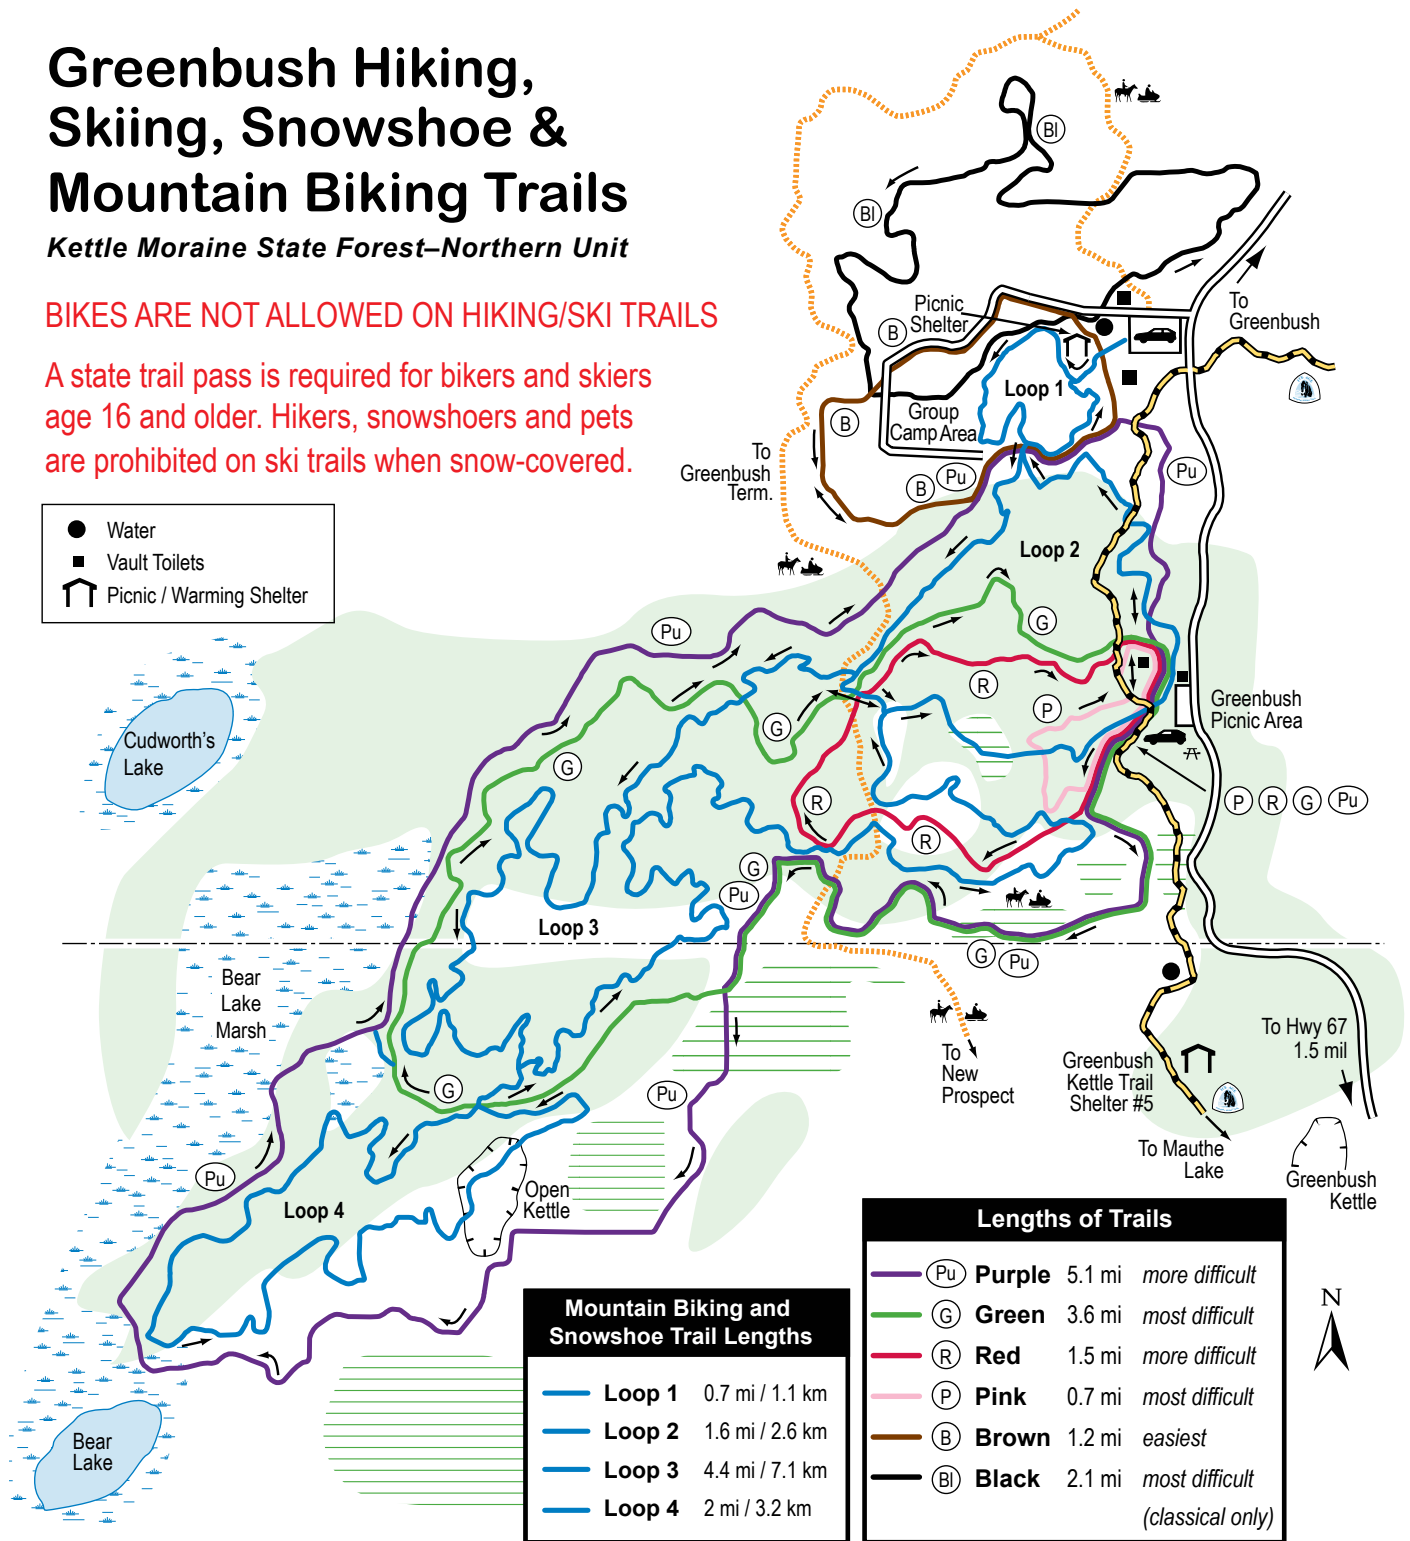 Greenbush Hiking,
Skiing, Snowshoe &
Mountain Biking Trails
Kettle Moraine State Forest–Northern Unit
BIKES ARE NOT ALLOWED ON HIKING/SKI TRAILS
A state trail pass is required for bikers and skiers
age 16 and older. Hikers, snowshoers and pets
are prohibited on ski trails when snow-covered.
Water
Vault Toilets
Picnic / Warming Shelter
Bl
Bl
Picnic
Shelter
B
To
Greenbush
Loop 1
Group
Camp Area
B
To
Greenbush
Term.
B
Pu
Pu
Loop 2
G
Pu
R
P
G
Greenbush
Picnic Area
Cudworth's
Lake
G
R
R
P
R
G
Pu
G
Pu
Loop 3
G
Pu
Bear
Lake
Marsh
To
New
Prospect
To Hwy 67
1.5 mil
Greenbush
Kettle Trail
Shelter #5
G
Pu
To Mauthe
Lake
Greenbush
Kettle
Pu
Open
Kettle
Loop 4
Bear
Lake
Mountain Biking and
Snowshoe Trail Lengths
Loop 1 0.7 mi / 1.1 km
Loop 2 1.6 mi / 2.6 km
Loop 3 4.4 mi / 7.1 km
Loop 4 2 mi / 3.2 km
Lengths of Trails
Pu Purple 5.1 mi more difficult
G Green 3.6 mi most difficult
R Red 1.5 mi more difficult
P Pink 0.7 mi most difficult
B Brown 1.2 mi easiest
Bl Black 2.1 mi most difficult
(classical only)
N